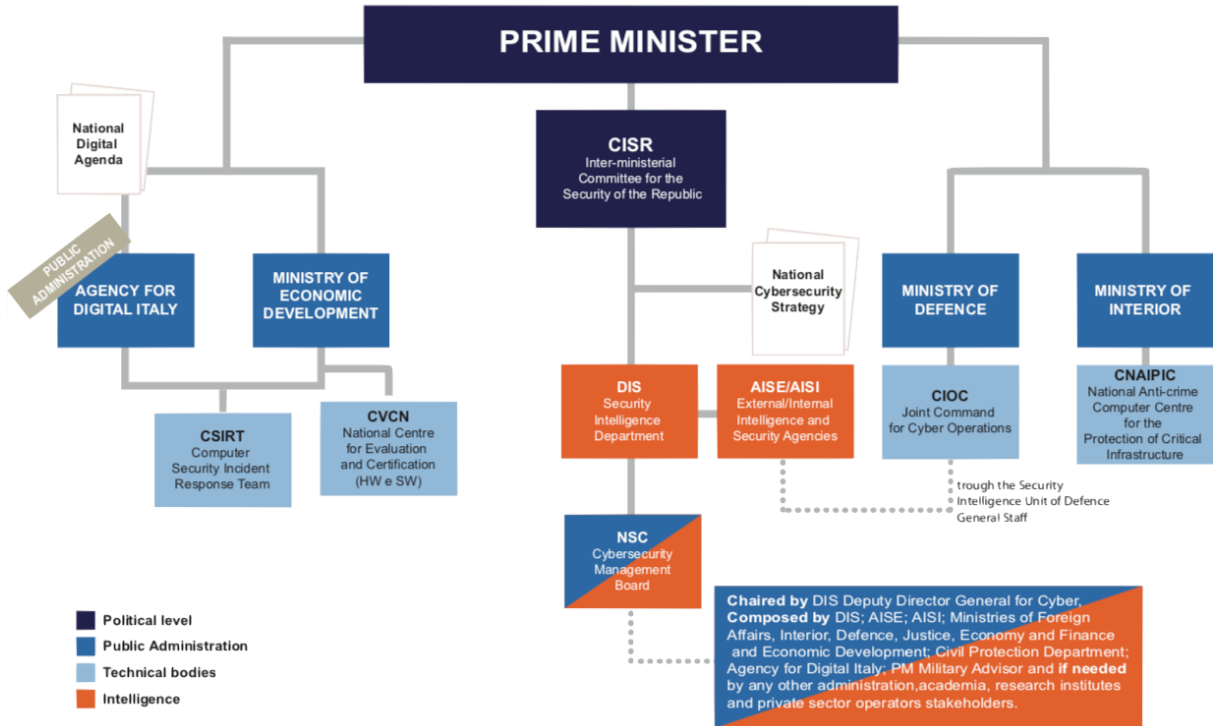 PRIME MINISTER
National
Digital
Agenda
CISR
Inter-ministerial
Committee for the
Security of the Republic
PUBLIC
ADMINISTRATION
AGENCY FOR
DIGITAL ITALY
MINISTRY OF
ECONOMIC
DEVELOPMENT
National
Cybersecurity
Strategy
MINISTRY OF
DEFENCE
MINISTRY OF
INTERIOR
CSIRT
Computer
Security Incident
Response Team
CVCN
National Centre
for Evaluation
and Certification
(HW e SW)
DIS
Security
Intelligence
Department
AISE/AISI
External/Internal
Intelligence and
Security Agencies
CIOC
Joint Command
for Cyber Operations
CNAIPIC
National Anti-crime
Computer Centre
for the
Protection of Critical
Infrastructure
trough the Security
Intelligence Unit of Defence
General Staff
NSC
Cybersecurity
Management
Board
Chaired by DIS Deputy Director General for Cyber,
Composed by DIS; AISE; AISI; Ministries of Foreign
Affairs, Interior, Defence, Justice, Economy and Finance
and Economic Development; Civil Protection Department;
Agency for Digital Italy; PM Military Advisor and if needed
by any other administration,academia, research institutes
and private sector operators stakeholders.
Political level
Public Administration
Technical bodies
Intelligence